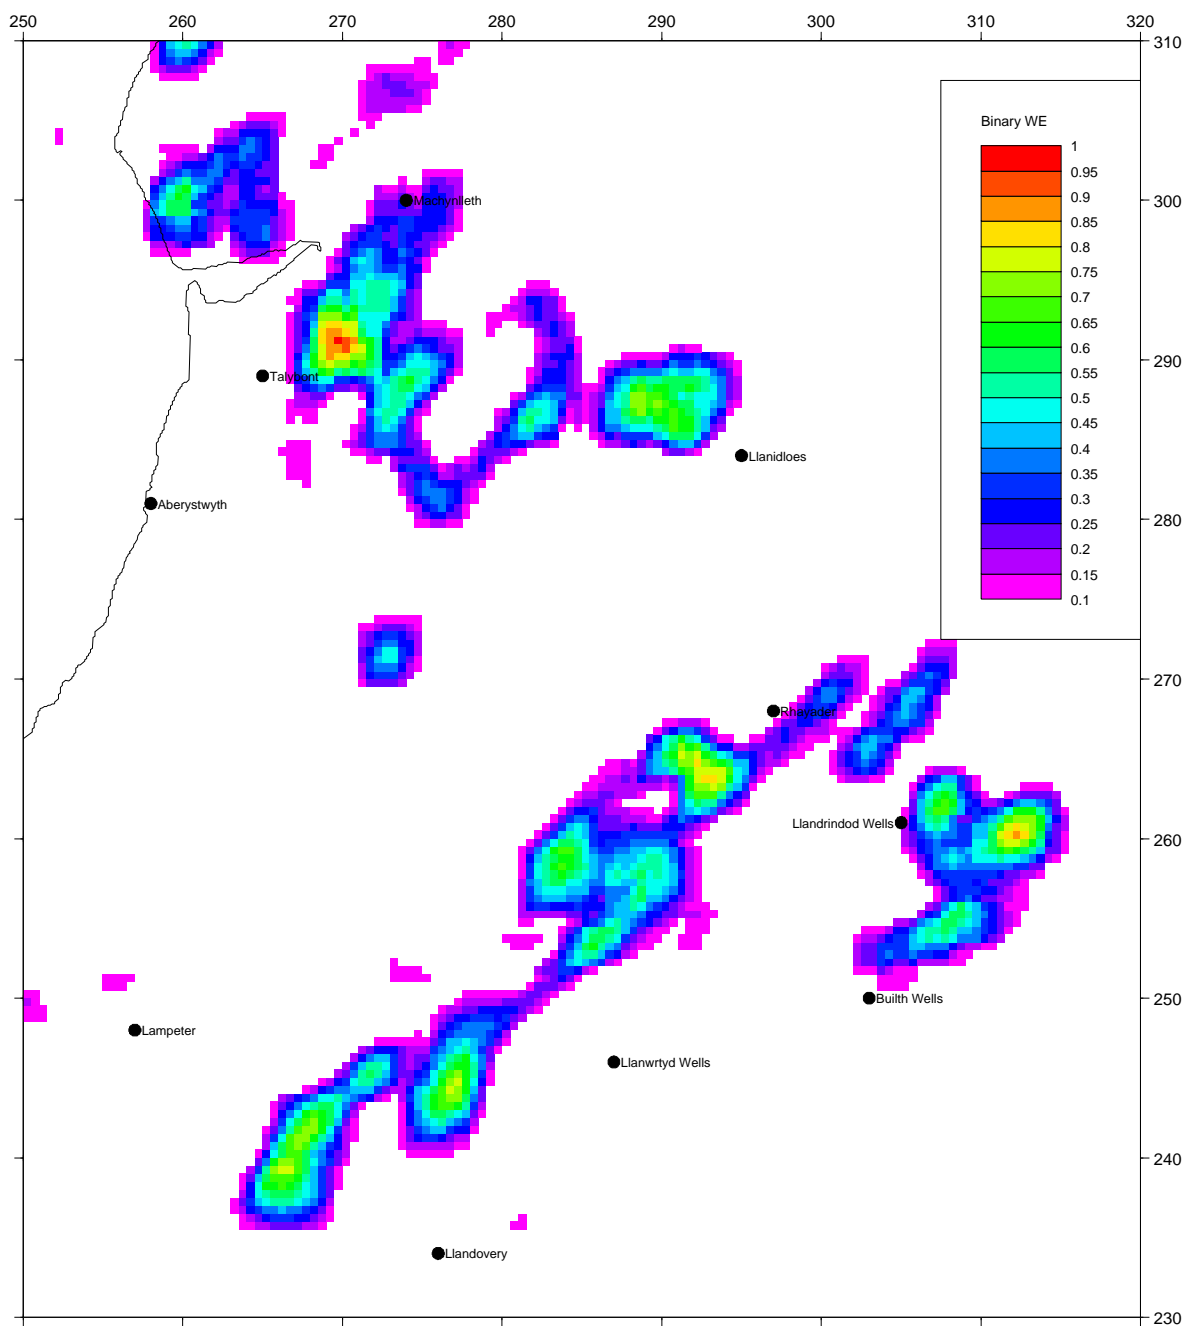 250 260 270 280 290 300 310 320
310
Binary WE
1
0.95
0.9
0.85
0.8
0.75
0.7
0.65
0.6
0.55
0.5
0.45
0.4
0.35
0.3
0.25
0.2
0.15
0.1
Machynlleth
300
290
Talybont
Llanidloes
Aberystwyth
280
270
Rhayader
Llandrindod Wells
260
Builth Wells
250
Lampeter
Llanwrtyd Wells
240
Llandovery
230